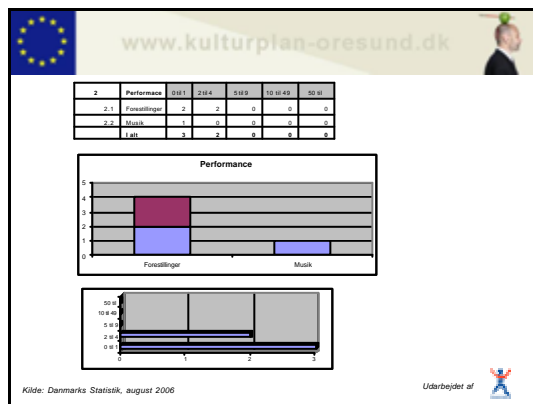 www.kulturplan-oresund.dk
2 Performace 0 til 1 2 til 4 5 til 9 10 til 49 50 til
2.1 Forestillinger 2 2 0 0 0
2.2 Musik 1 0 0 0 0
I alt 3 2 0 0 0
Performance
5
4
3
2
1
0
Forestillinger Musik
50 til
10 til 49
5 til 9
2 til 4
0 til 1
0 1 2 3
Kilde: Danmarks Statistik, august 2006
Udarbejdet af